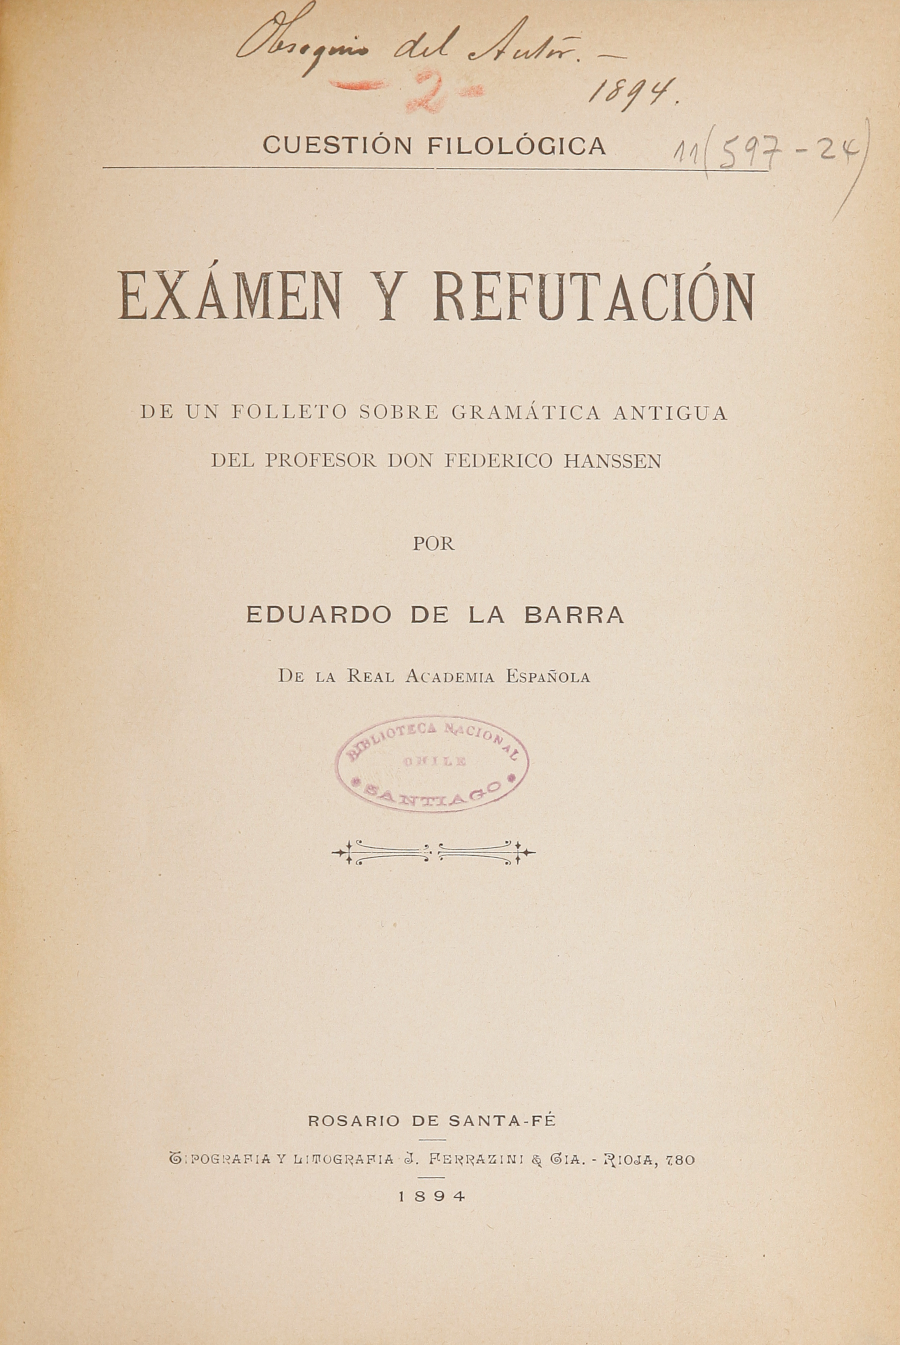 Obsequio del Autór. —
— 2 -
1894.
CUESTIÓN FILOLÓGICA
11(597-24)
EXÁMEN Y REFUTACIÓN
DE UN FOLLETO SOBRE GRAMÁTICA ANTIGUA
DEL PROFESOR DON FEDERICO HANSSEN
POR
EDUARDO DE LA BARRA
De la Real Academia Española
BIBLIOTECA NACIONAL
CHILE
SANTIAGO
ROSARIO DE SANTA-FÉ
Tipografia y Litografia J. Ferrazini & Cia. - Rioja, 780
1894